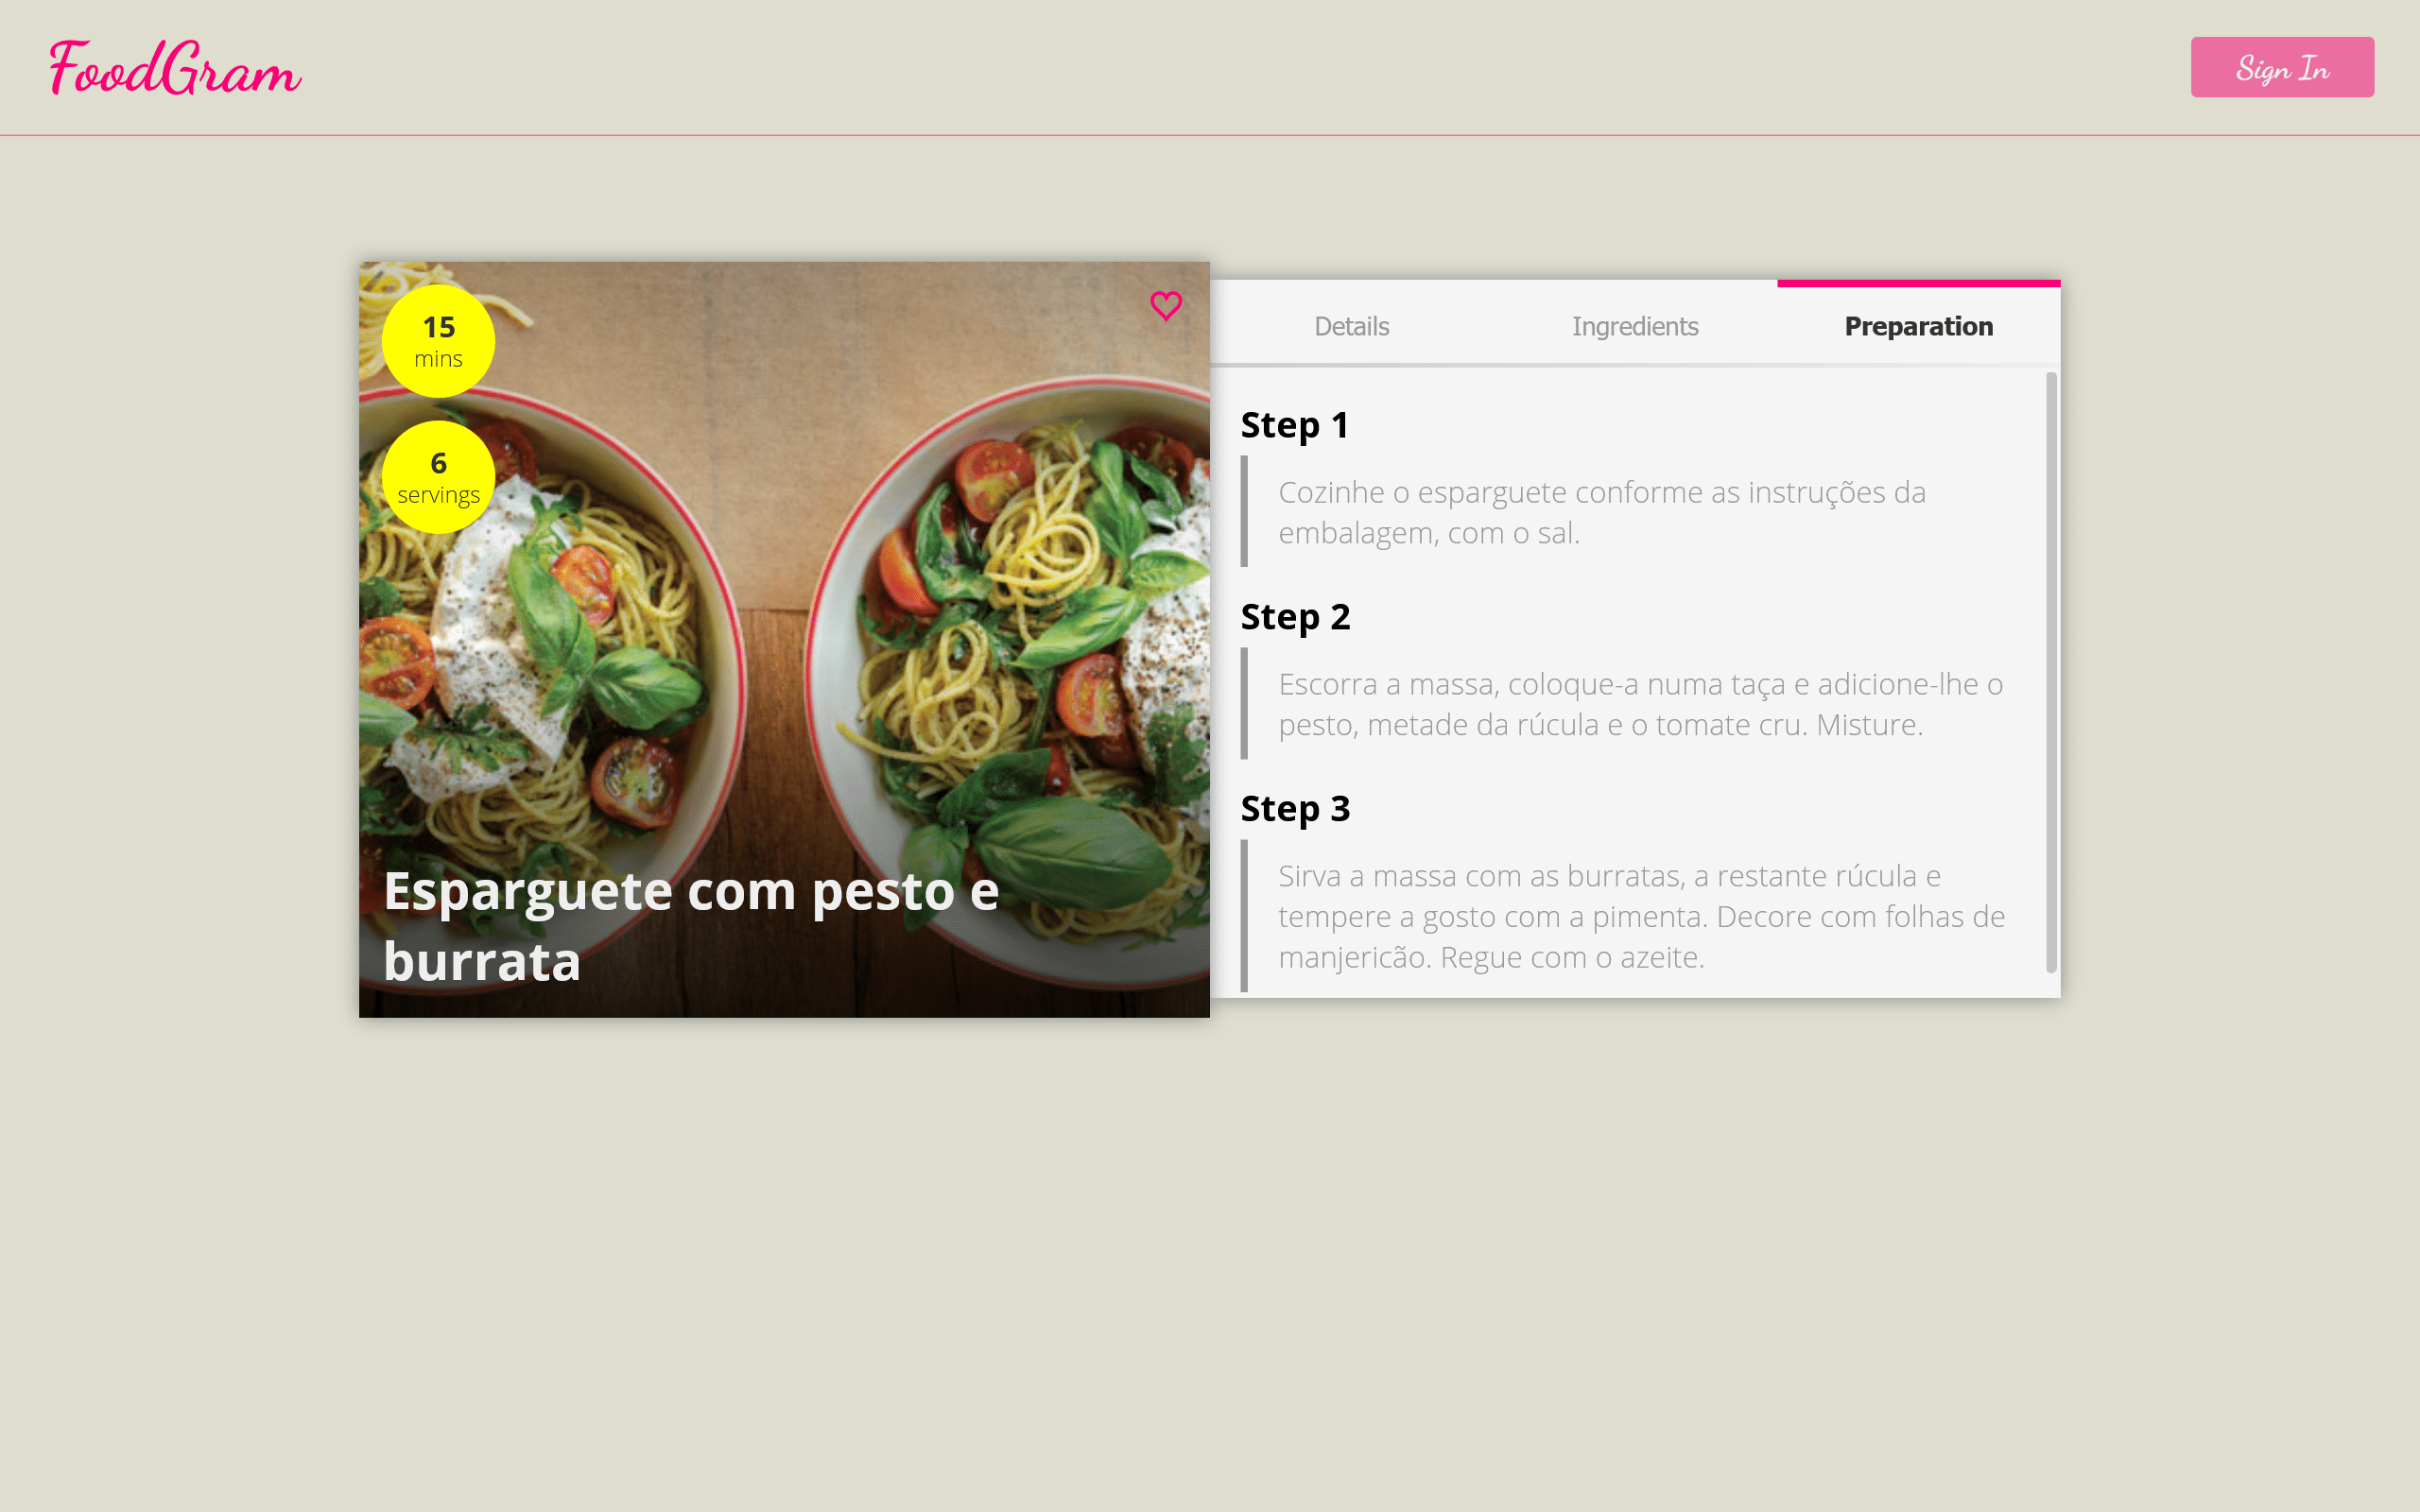 FoodGram
Sign In
15
mins
6
servings
Esparguete com pesto e
burrata
Details
Ingredients
Preparation
Step 1
Cozinhe o esparguete conforme as instruções da
embalagem, com o sal.
Step 2
Escorra a massa, coloque-a numa taça e adicione-lhe o
pesto, metade da rúcula e o tomate cru. Misture.
Step 3
Sirva a massa com as burratas, a restante rúcula e
tempere a gosto com a pimenta. Decore com folhas de
manjericão. Regue com o azeite.